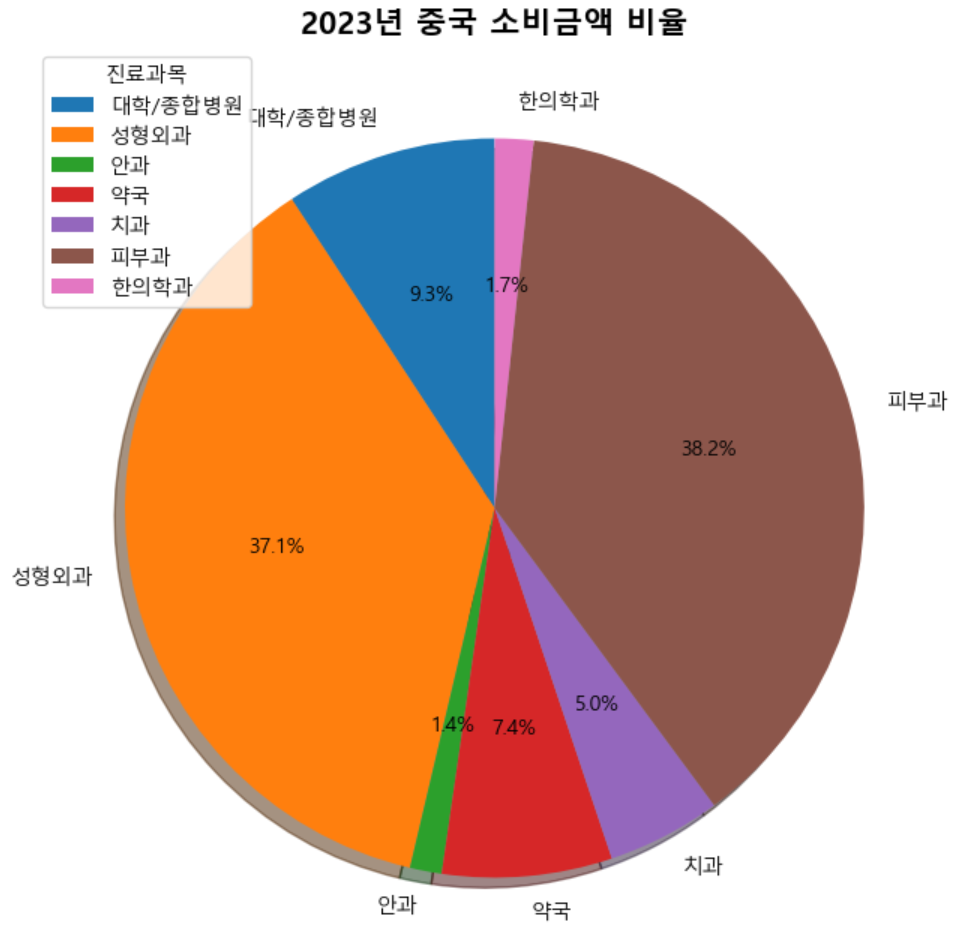 2023년 중국 소비금액 비율
진료과목
대학/종합병원
성형외과
안과
약국
치과
피부과
한의학과
대학/종합병원
한의학과
9.3%
1.7%
피부과
38.2%
37.1%
성형외과
5.0%
1.4%
7.4%
치과
안과
약국